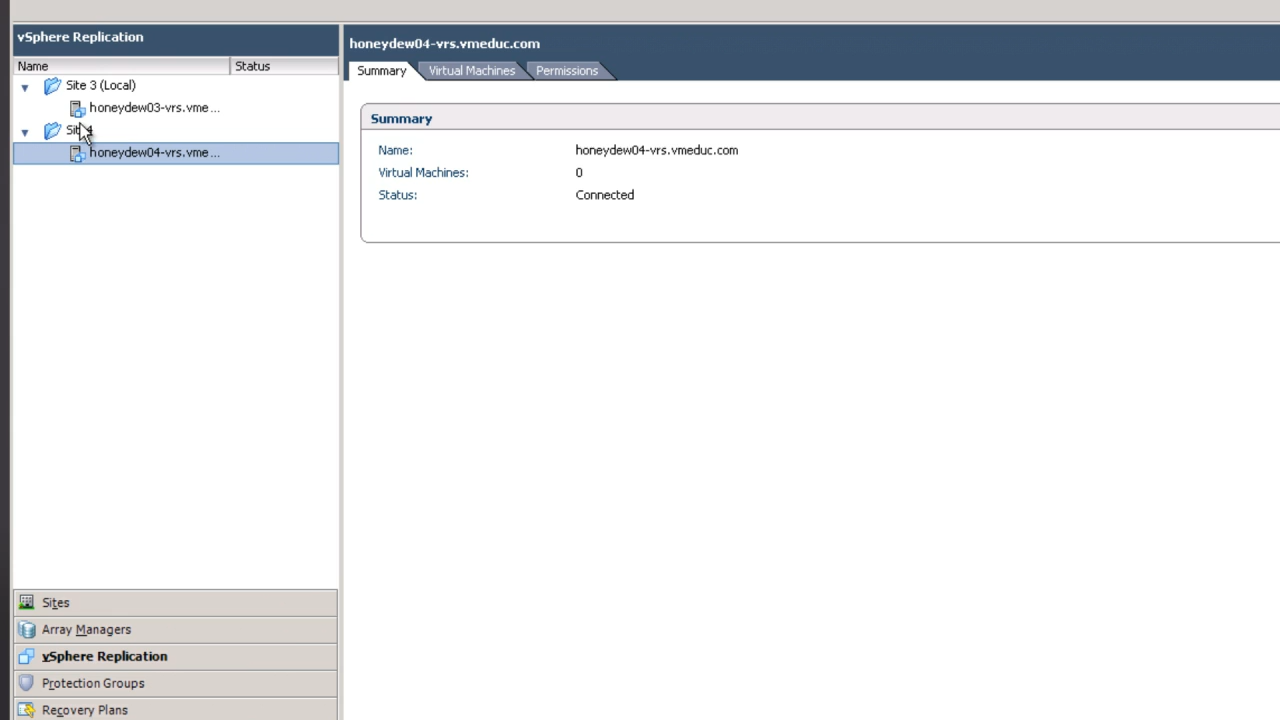 vSphere Replication
Name Status
Site 3 (Local)
honeydew03-vrs.vme...
4
honeydew04-vrs.vme...
Sites
Array Managers
vSphere Replication
Protection Groups
Recovery Plans
honeydew04-vrs.vmeduc.com
Summary Virtual Machines Permissions
Summary
Name: honeydew04-vrs.vmeduc.com
Virtual Machines: 0
Status: Connected